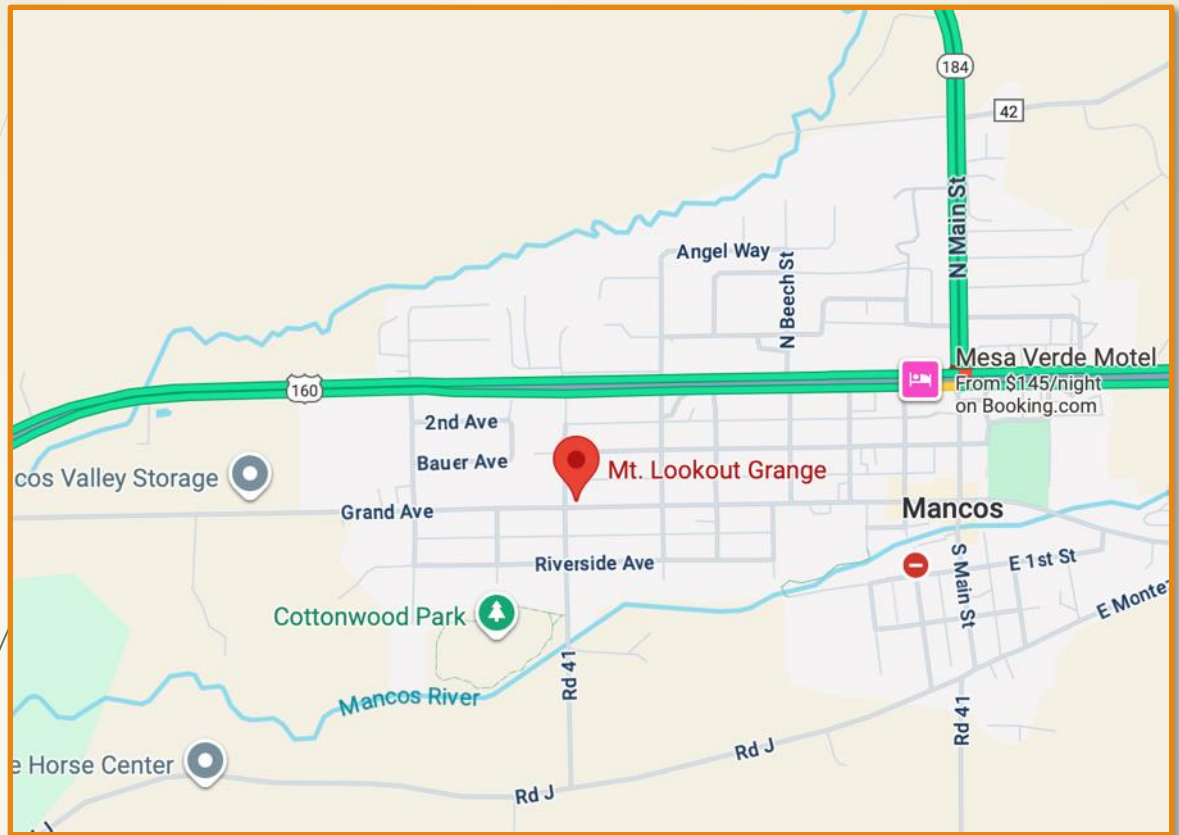 184
42
N Main St
Angel Way
N Beech St
Mesa Verde Motel
From $145/night
on Booking.com
160
2nd Ave
Bauer Ave
Mt. Lookout Grange
cos Valley Storage
Grand Ave
Mancos
Riverside Ave
S Main St
E 1st St
E Monte
Cottonwood Park
Rd 41
Mancos River
Rd 41
Rd J
e Horse Center
Rd J